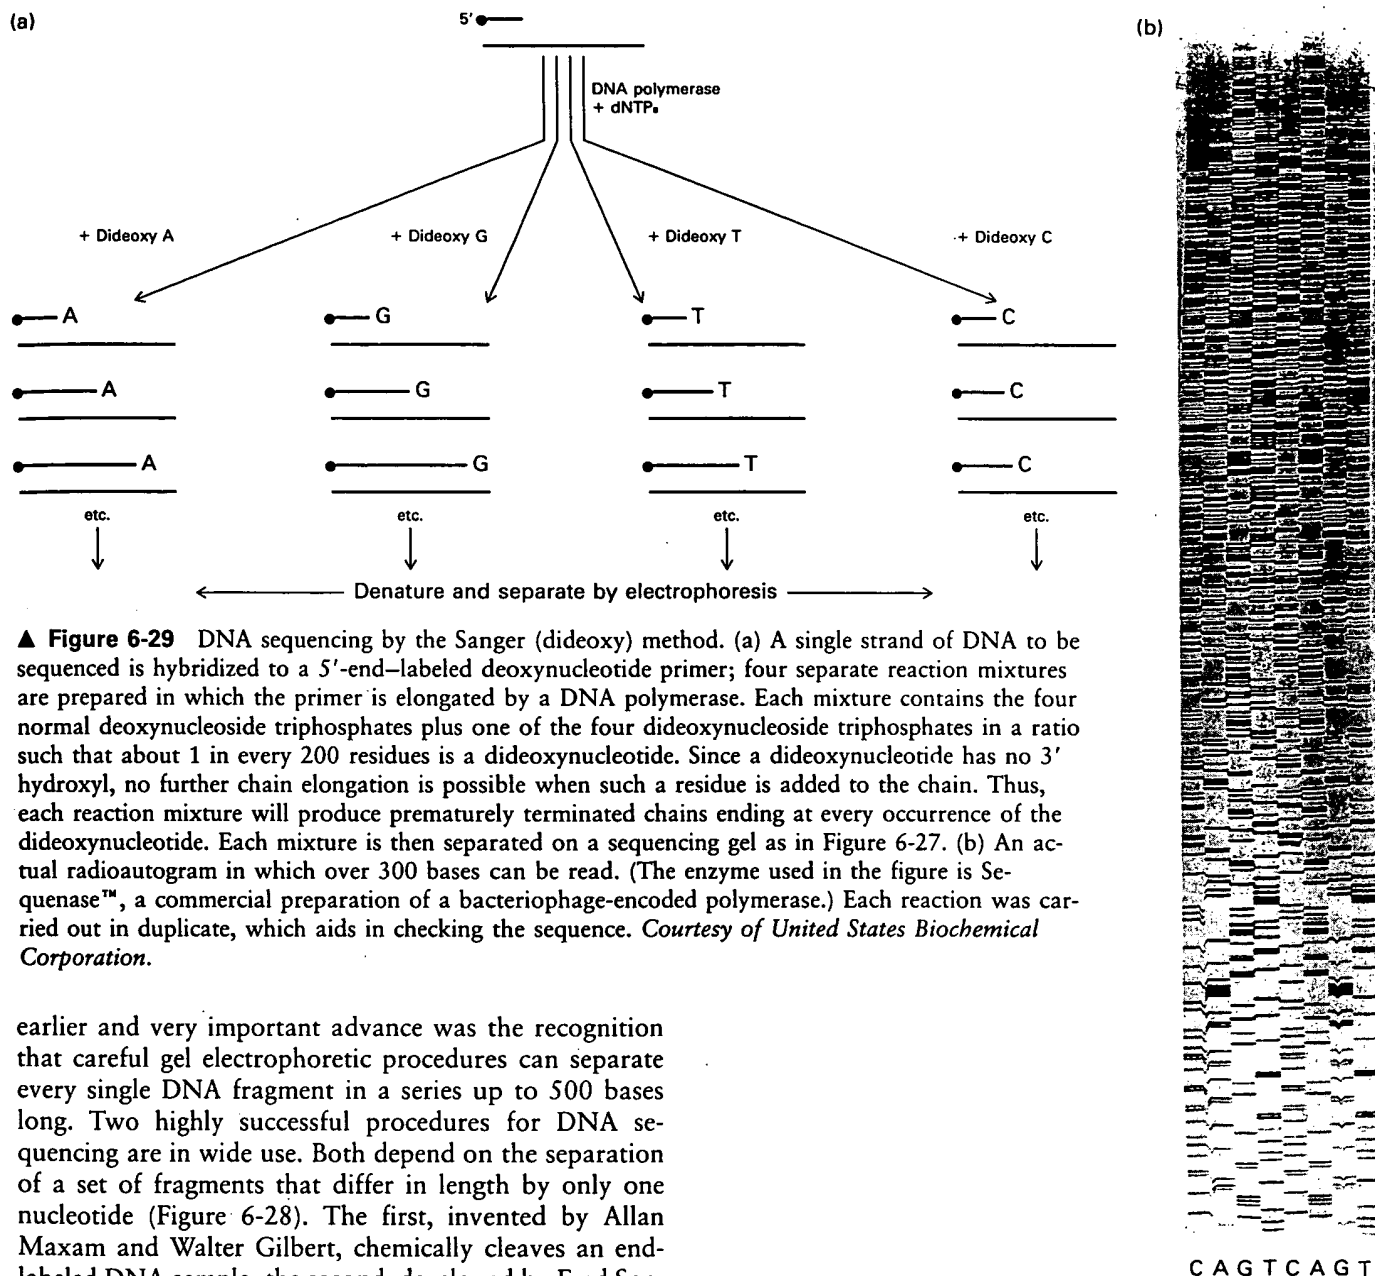 (a)
5'
DNA polymerase
+ dNTPs
+ Dideoxy A
+ Dideoxy G
+ Dideoxy T
+ Dideoxy C
A
G
T
C
A
G
T
C
A
G
T
C
etc.
etc.
etc.
etc.
Denature and separate by electrophoresis
(b)
C A G T C A G T
▲ Figure 6-29 DNA sequencing by the Sanger (dideoxy) method. (a) A single strand of DNA to be
sequenced is hybridized to a 5'-end–labeled deoxynucleotide primer; four separate reaction mixtures
are prepared in which the primer is elongated by a DNA polymerase. Each mixture contains the four
normal deoxynucleoside triphosphates plus one of the four dideoxynucleoside triphosphates in a ratio
such that about 1 in every 200 residues is a dideoxynucleotide. Since a dideoxynucleotide has no 3'
hydroxyl, no further chain elongation is possible when such a residue is added to the chain. Thus,
each reaction mixture will produce prematurely terminated chains ending at every occurrence of the
dideoxynucleotide. Each mixture is then separated on a sequencing gel as in Figure 6-27. (b) An ac-
tual radioautogram in which over 300 bases can be read. (The enzyme used in the figure is Se-
quenase™, a commercial preparation of a bacteriophage-encoded polymerase.) Each reaction was car-
ried out in duplicate, which aids in checking the sequence. Courtesy of United States Biochemical
Corporation.
earlier and very important advance was the recognition
that careful gel electrophoretic procedures can separate
every single DNA fragment in a series up to 500 bases
long. Two highly successful procedures for DNA se-
quencing are in wide use. Both depend on the separation
of a set of fragments that differ in length by only one
nucleotide (Figure 6-28). The first, invented by Allan
Maxam and Walter Gilbert, chemically cleaves an end-